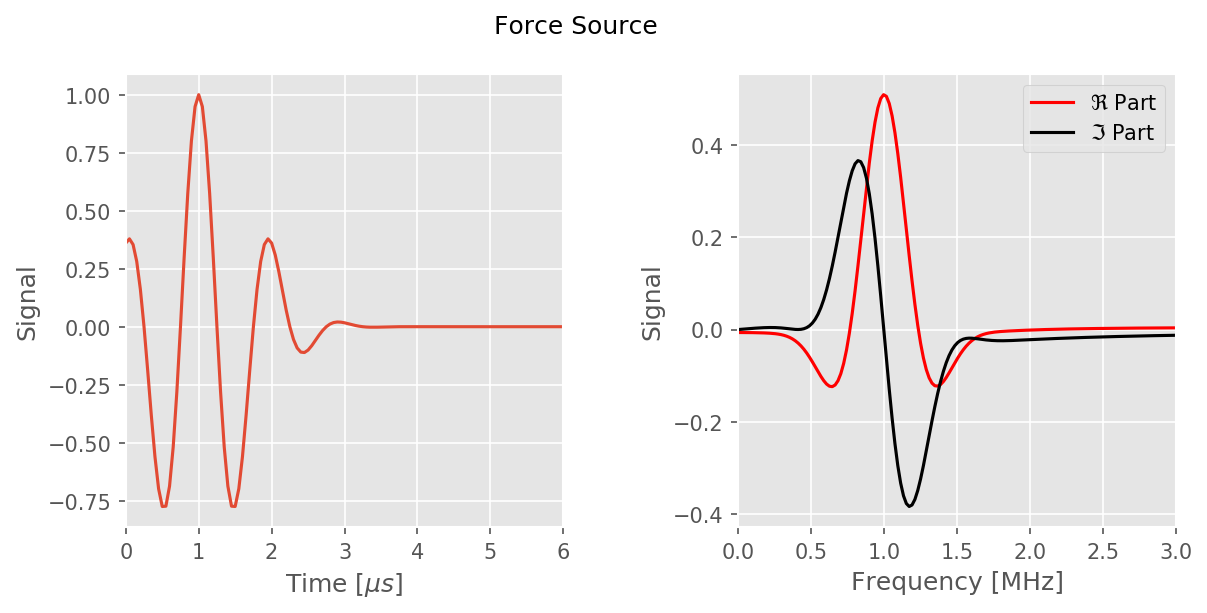 Force Source
Signal
1.00
0.75
0.50
0.25
0.00
−0.25
−0.50
−0.75
0 1 2 3 4 5 6
Time [μs]
Signal
0.4
0.2
0.0
−0.2
−0.4
ℜ Part
ℑ Part
0.0 0.5 1.0 1.5 2.0 2.5 3.0
Frequency [MHz]